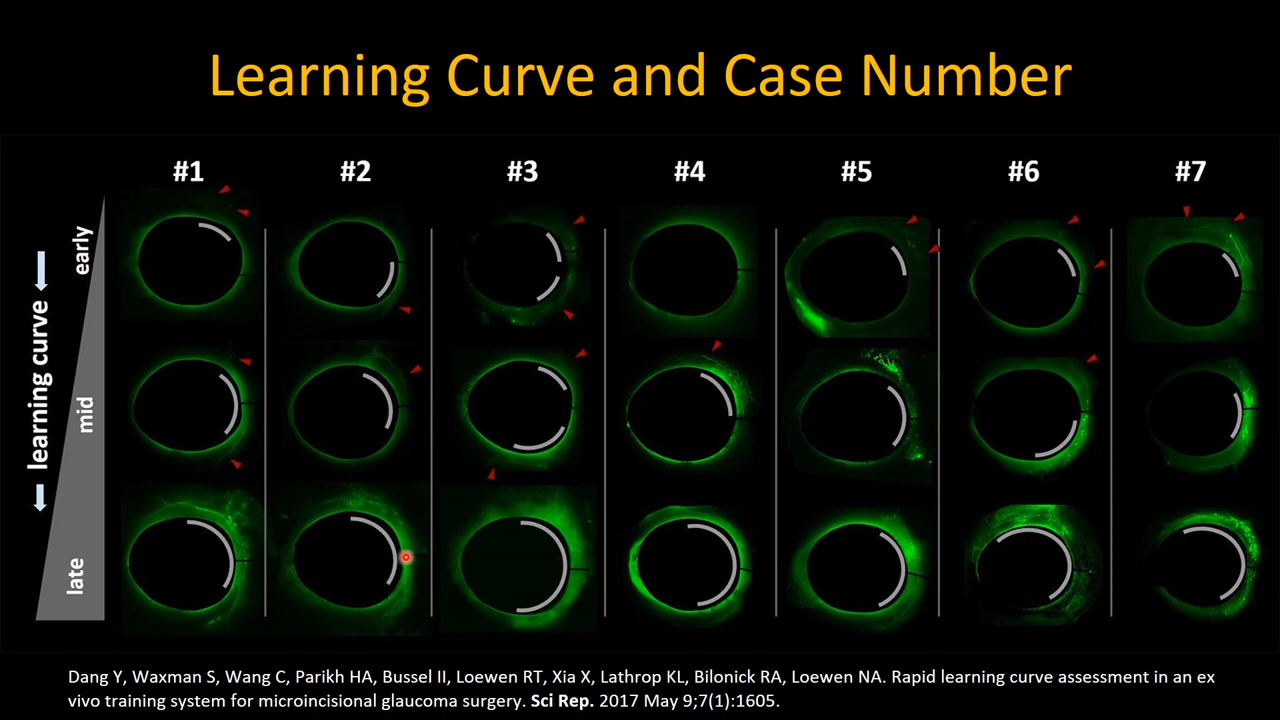 Learning Curve and Case Number
#1 #2 #3 #4 #5 #6 #7
learning curve
early
mid
late
Dang Y, Waxman S, Wang C, Parikh HA, Bussel II, Loewen RT, Xia X, Lathrop KL, Bilonick RA, Loewen NA. Rapid learning curve assessment in an ex
vivo training system for microincisional glaucoma surgery. Sci Rep. 2017 May 9;7(1):1605.